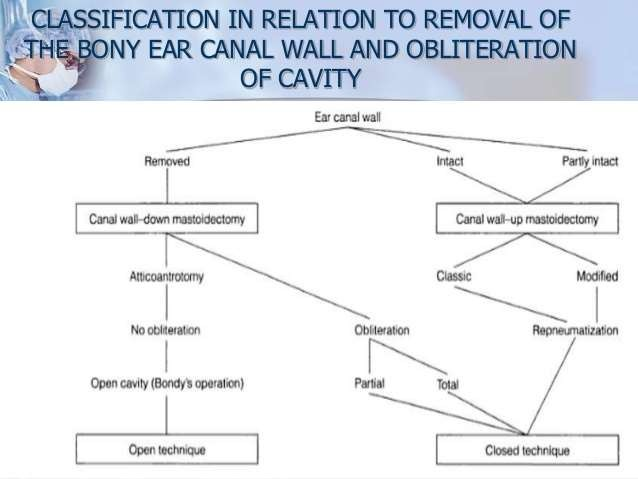 CLASSIFICATION IN RELATION TO REMOVAL OF
THE BONY EAR CANAL WALL AND OBLITERATION
OF CAVITY
Ear canal wall
Removed Intact Partly intact
Canal wall-down mastoidectomy Canal wall-up mastoidectomy
Atticoantrotomy Classic Modified
No obliteration Obliteration Repneumatization
Open cavity (Bondy's operation) Partial Total
Open technique Closed technique